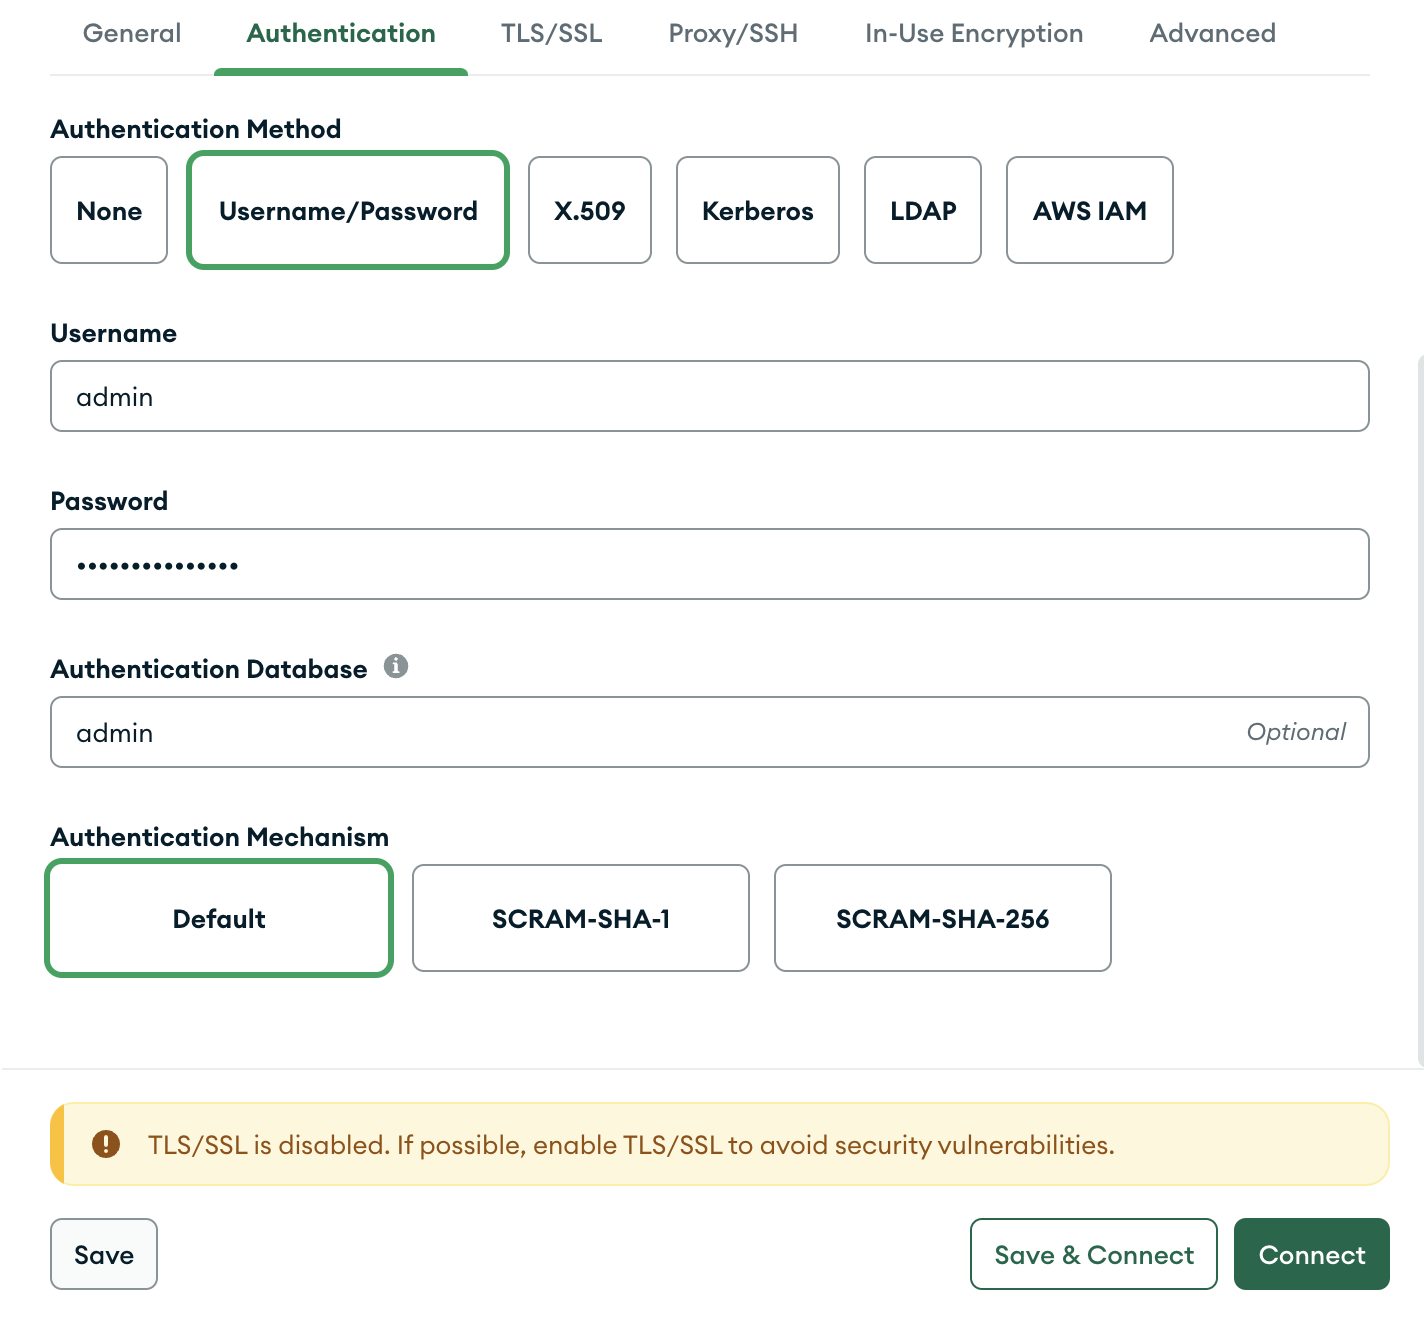 General Authentication TLS/SSL Proxy/SSH In-Use Encryption Advanced
Authentication Method
None Username/Password X.509 Kerberos LDAP AWS IAM
Username
admin
Password
•••••••••••••••
Authentication Database
admin Optional
Authentication Mechanism
Default SCRAM-SHA-1 SCRAM-SHA-256
TLS/SSL is disabled. If possible, enable TLS/SSL to avoid security vulnerabilities.
Save Save & Connect Connect